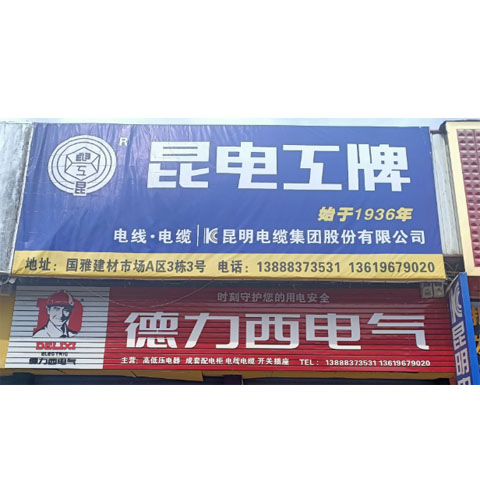 R
昆电工牌
始于1936年
电线·电缆 K 昆明电缆集团股份有限公司
地址：国雅建材市场A区3栋3号 电话：13888373531 13619679020
时刻守护您的用电安全
德力西电气
DELIXI
ELECTRIC
德力西电气
主营：高低压电器 成套配电柜 电线电缆 开关插座 TEL：13888373531 13619679020
昆明